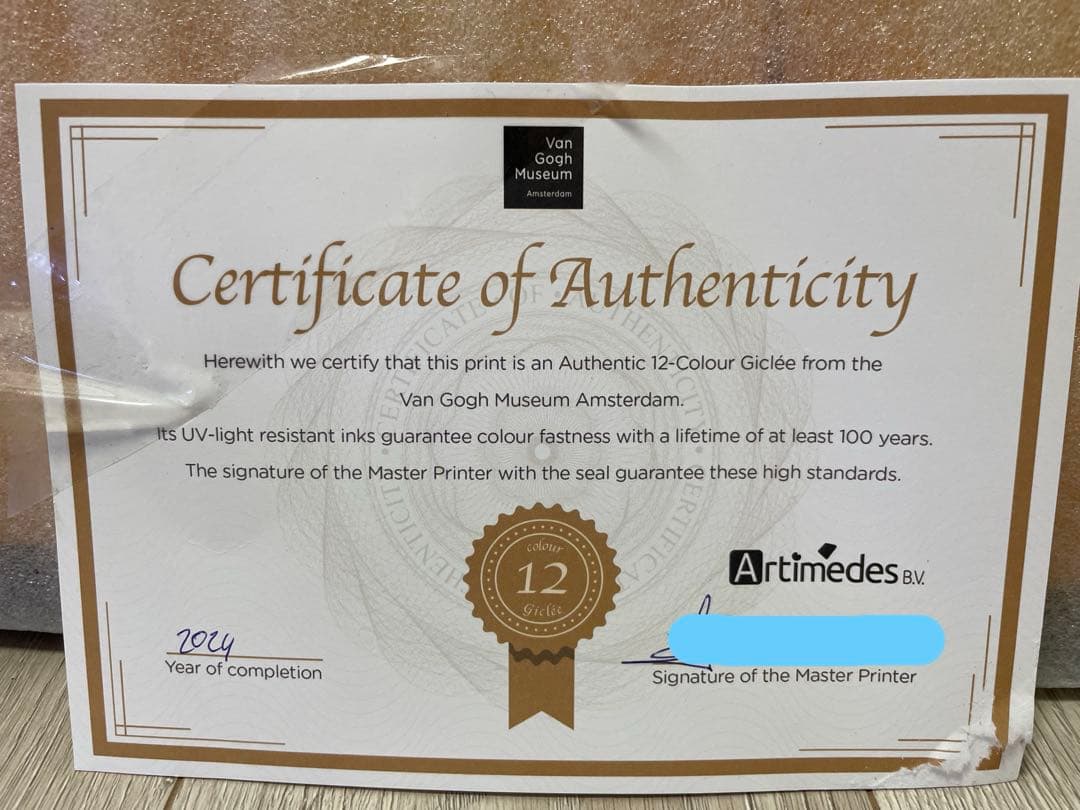 Van
Gogh
Museum
Amsterdam
Certificate of Authenticity
Herewith we certify that this print is an Authentic 12-Colour Giclée from the
Van Gogh Museum Amsterdam.
Its UV-light resistant inks guarantee colour fastness with a lifetime of at least 100 years.
The signature of the Master Printer with the seal guarantee these high standards.
CERTIFICATE OF AUTHENTICITY
colour
12
Giclée
Artimedes B.V.
2024
Year of completion
Signature of the Master Printer